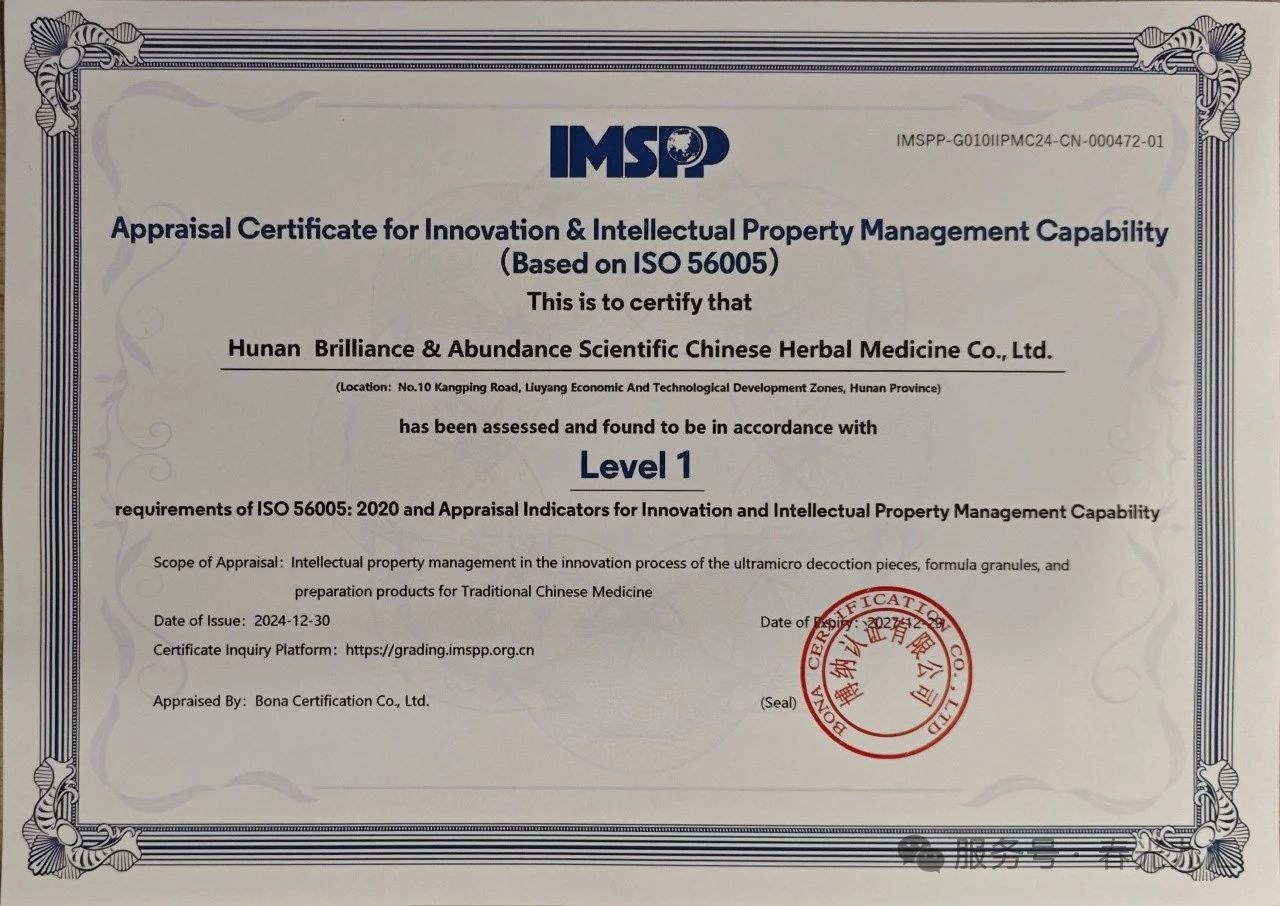 IMSPP
IMSPP-G010IIPMC24-CN-000472-01
Appraisal Certificate for Innovation & Intellectual Property Management Capability
(Based on ISO 56005)
This is to certify that
Hunan Brilliance & Abundance Scientific Chinese Herbal Medicine Co., Ltd.
(Location: No.10 Kangping Road, Liuyang Economic And Technological Development Zones, Hunan Province)
has been assessed and found to be in accordance with
Level 1
requirements of ISO 56005: 2020 and Appraisal Indicators for Innovation and Intellectual Property Management Capability
Scope of Appraisal: Intellectual property management in the innovation process of the ultramicro decoction pieces, formula granules, and
preparation products for Traditional Chinese Medicine
Date of Issue: 2024-12-30
Date of Expiry: 2027-12-29
Certificate Inquiry Platform: https://grading.imspp.org.cn
Appraised By: Bona Certification Co., Ltd.
(Seal)
BONA CERTIFICATION CO., LTD
博纳认证有限公司
服务号 · 春